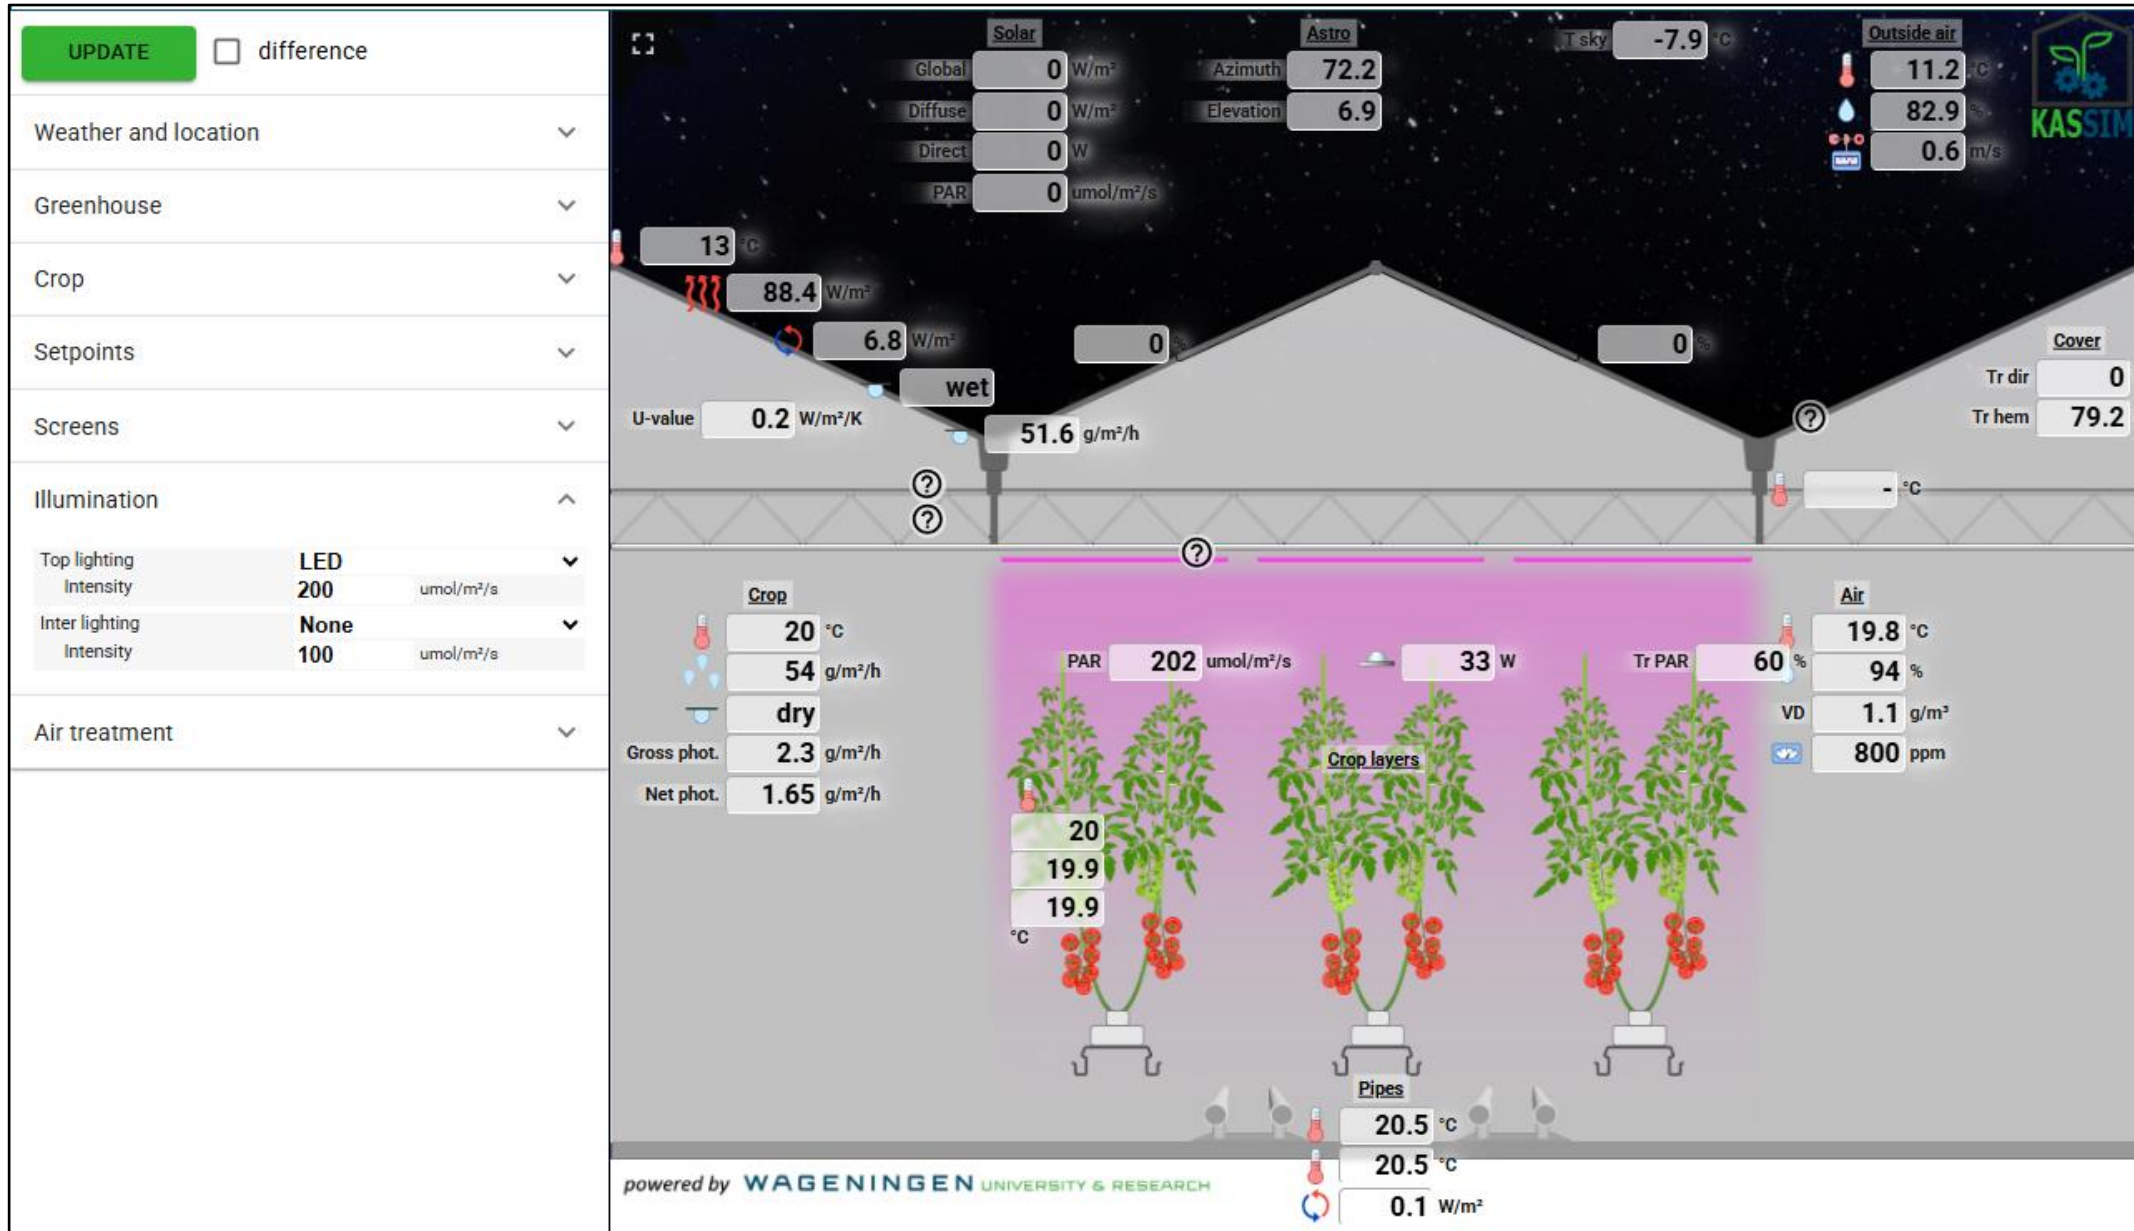 UPDATE difference
Weather and location
Greenhouse
Crop
Setpoints
Screens
Illumination
Top lighting LED
Intensity 200 umol/m²/s
Inter lighting None
Intensity 100 umol/m²/s
Air treatment
Solar
Global 0 W/m²
Diffuse 0 W/m²
Direct 0 W
PAR 0 umol/m²/s
Astro
Azimuth 72.2
Elevation 6.9
T sky -7.9 °C
Outside air
11.2 °C
82.9 %
0.6 m/s
KASSIM
13 °C
88.4 W/m²
6.8 W/m²
wet
51.6 g/m²/h
U-value 0.2 W/m²/K
0 %
0 %
Cover
Tr dir 0
Tr hem 79.2
?
?
?
- °C
?
Crop
20 °C
54 g/m²/h
dry
Gross phot. 2.3 g/m²/h
Net phot. 1.65 g/m²/h
PAR 202 umol/m²/s
33 W
Tr PAR 60 %
Air
19.8 °C
94 %
VD 1.1 g/m³
800 ppm
Crop layers
20
19.9
19.9
°C
Pipes
20.5 °C
20.5 °C
0.1 W/m²
powered by WAGENINGEN UNIVERSITY & RESEARCH